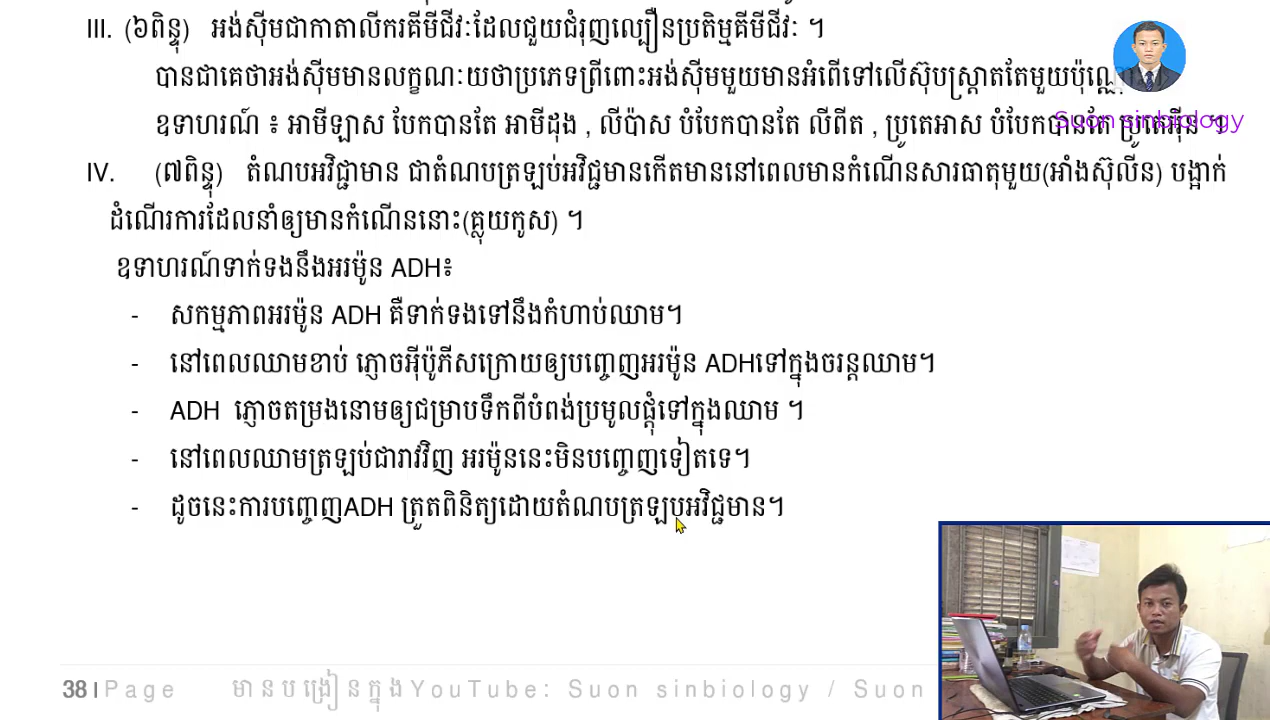 III. (៦ពិន្ទុ) អង់ស៊ីមជាកាតាលីករគីមីជីវៈដែលជួយជំរុញល្បឿនប្រតិម្មគីមីជីវៈ ។
បានជាគេថាអង់ស៊ីមមានលក្ខណៈយថាប្រភេទព្រីពោះអង់ស៊ីមមួយមានអំពើទៅលើស៊ុបស្ត្រាតតែមួយប៉ុណ្ណោះ
ឧទាហរណ៍ ៖ អាមីឡាស បែកបានតែ អាមីដុង , លីប៉ាស បំបែកបានតែ លីពីត , ប្រូតេអាស បំបែកបានតែ ប្រូតេអ៊ីន ។
Suon sinbiology
IV. (៧ពិន្ទុ) តំណបអវិជ្ជាមាន ជាតំណបត្រឡប់អវិជ្ជមានកើតមាននៅពេលមានកំណើនសារធាតុមួយ(អាំងស៊ុលីន) បង្អាក់
ដំណើរការដែលនាំឲ្យមានកំណើននោះ(គ្លុយកូស) ។
ឧទាហរណ៍ទាក់ទងនឹងអរម៉ូន ADH៖
- សកម្មភាពអរម៉ូន ADH គឺទាក់ទងទៅនឹងកំហាប់ឈាម។
- នៅពេលឈាមខាប់ ភ្ញោចអ៊ីប៉ូភីសក្រោយឲ្យបញ្ចេញអរម៉ូន ADHទៅក្នុងចរន្តឈាម។
- ADH ភ្ញោចតម្រងនោមឲ្យជម្រាបទឹកពីបំពង់ប្រមូលផ្តុំទៅក្នុងឈាម ។
- នៅពេលឈាមត្រឡប់ជារាវវិញ អរម៉ូននេះមិនបញ្ចេញទៀតទេ។
- ដូចនេះការបញ្ចេញADH ត្រួតពិនិត្យដោយតំណបត្រឡបអវិជ្ជមាន។
38 | Page មានបង្រៀនក្នុង YouTube: Suon sinbiology / Suon